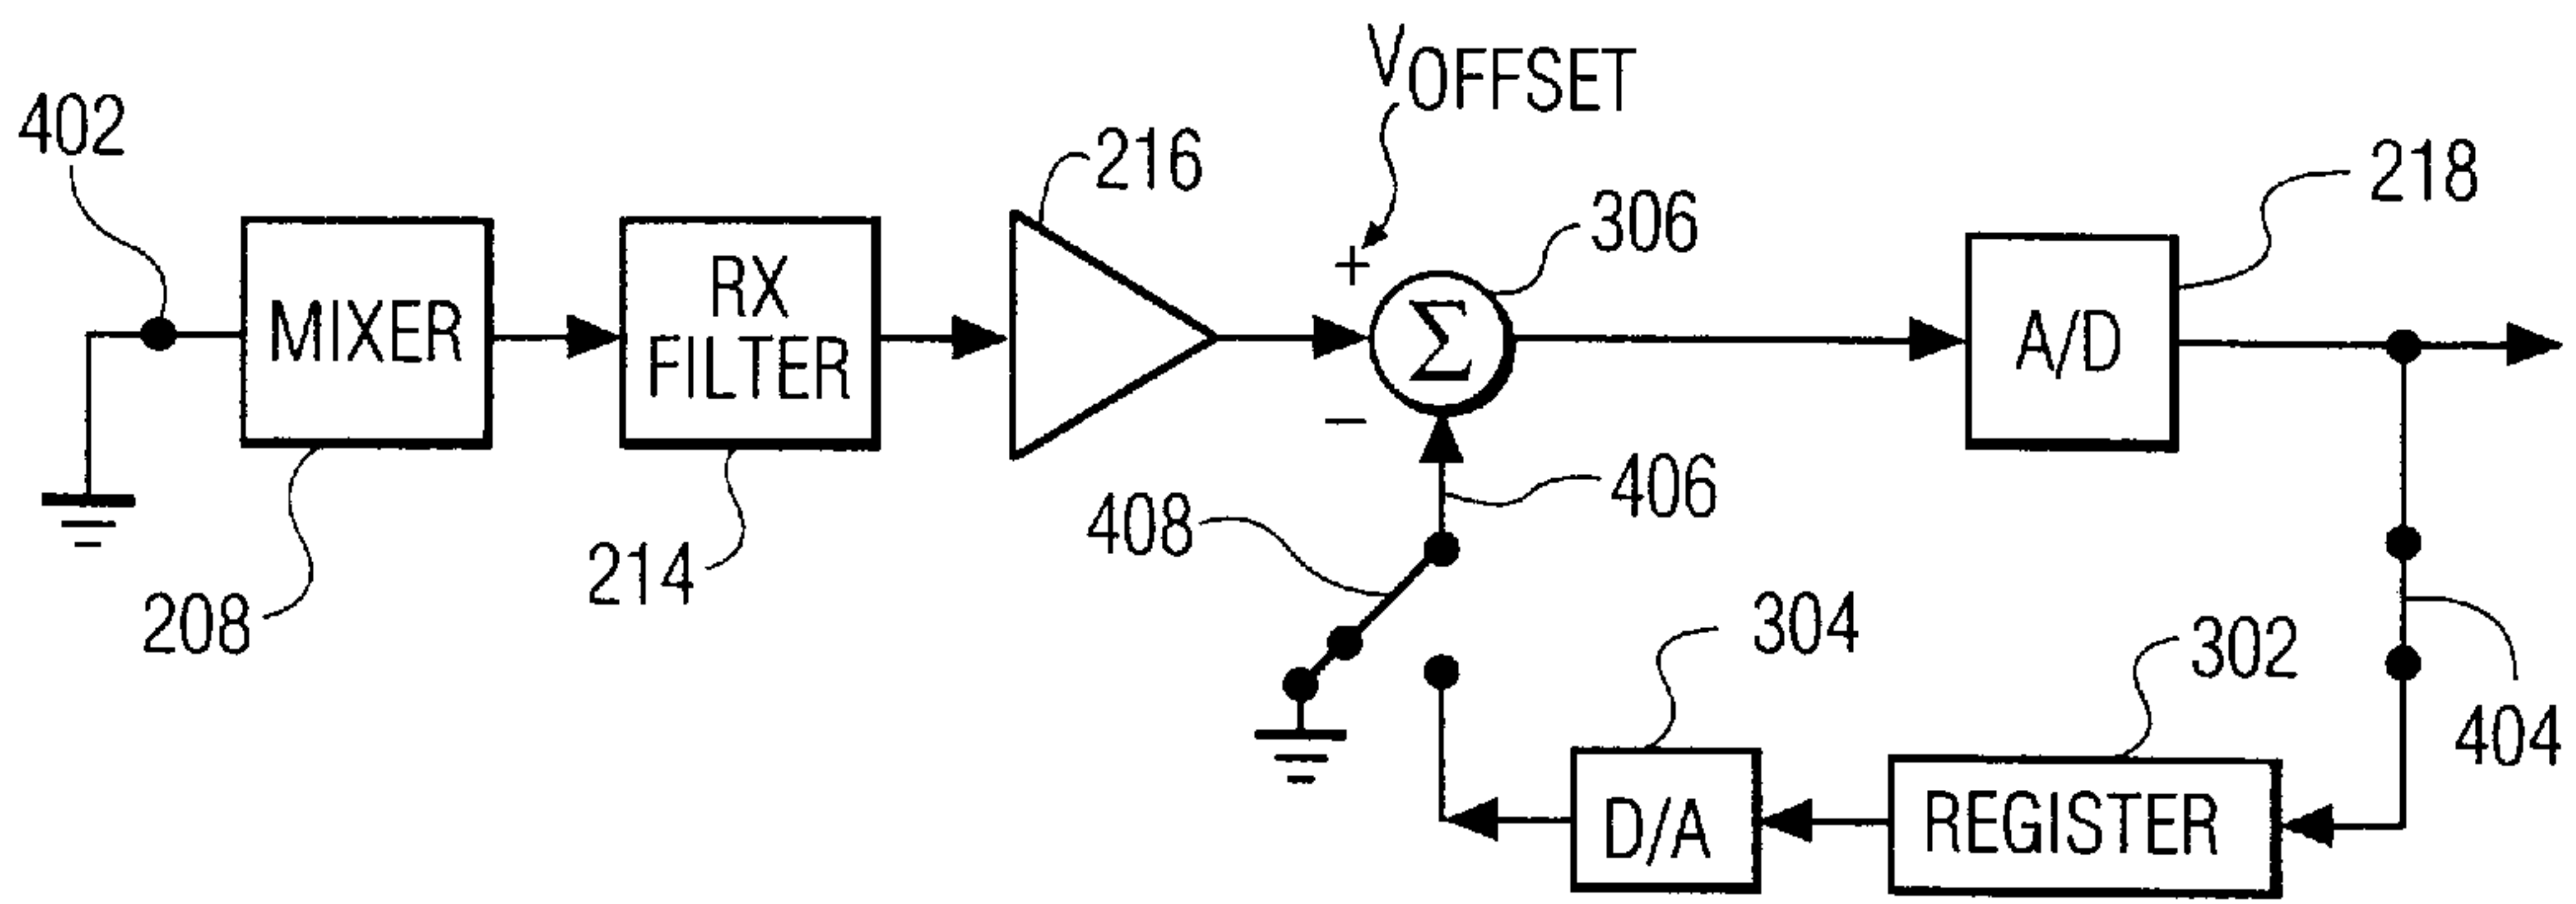 VOFFSET
402
216
218
306
+
MIXER
RX
FILTER
Σ
A/D
−
406
408
214
208
304
302
404
D/A
REGISTER